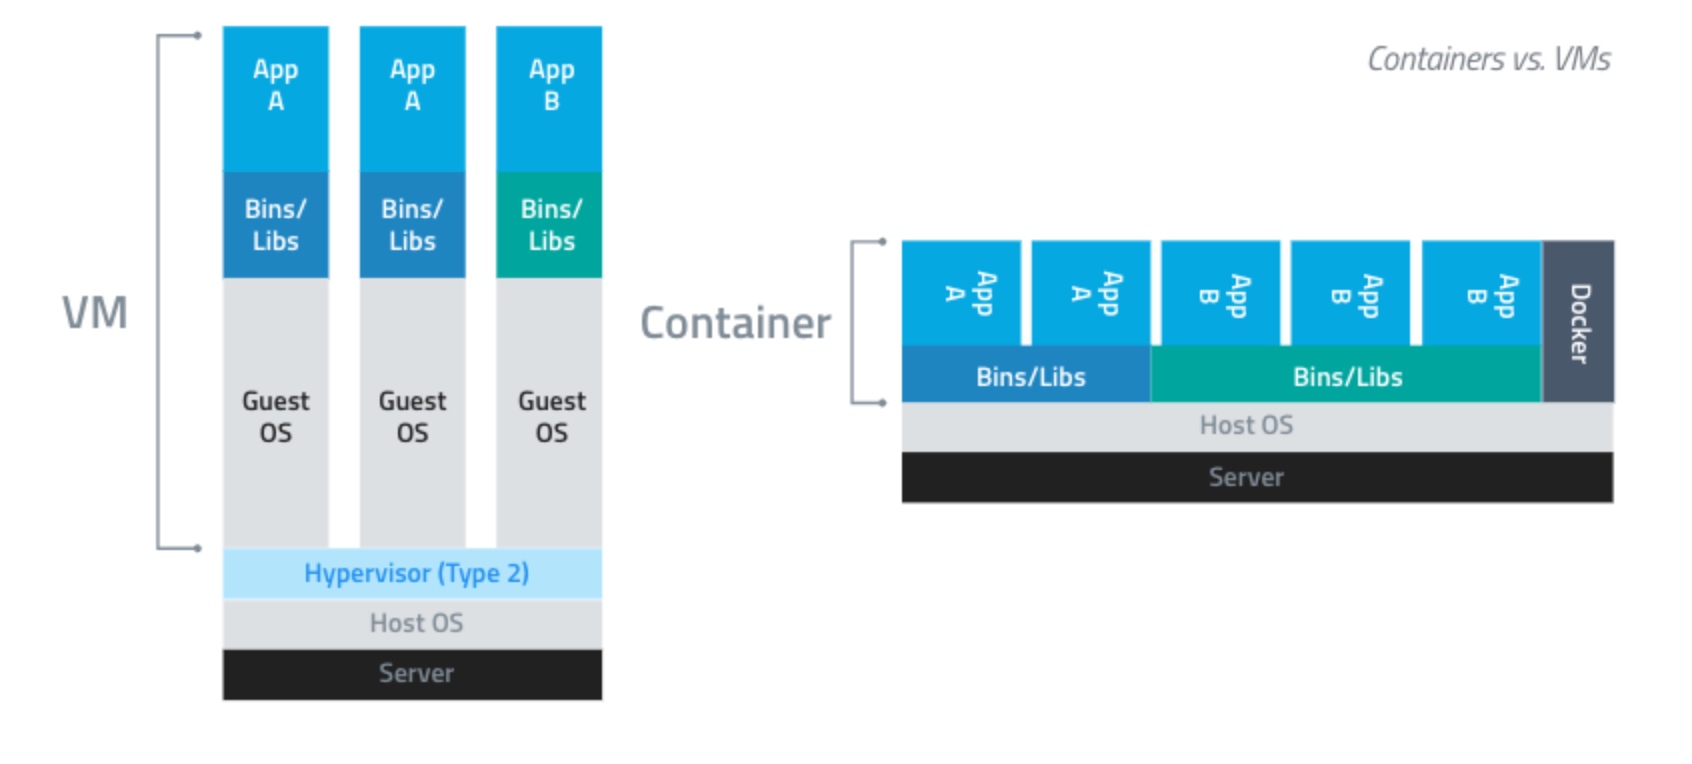 Containers vs. VMs
VM
App
A
App
A
App
B
Bins/
Libs
Bins/
Libs
Bins/
Libs
Guest
OS
Guest
OS
Guest
OS
Hypervisor (Type 2)
Host OS
Server
Container
App
A
App
A
App
B
App
B
App
B
Docker
Bins/Libs
Bins/Libs
Host OS
Server